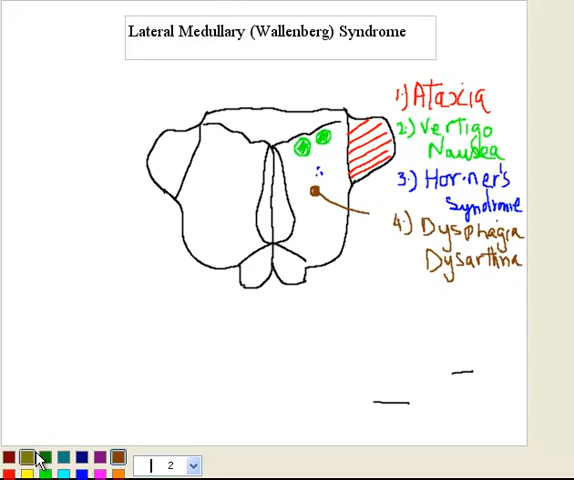 Lateral Medullary (Wallenberg) Syndrome
1.) Ataxia
2.) Vertigo
Nausea
3.) Horner's
Syndrome
4.) Dysphagia
Dysarthria
2